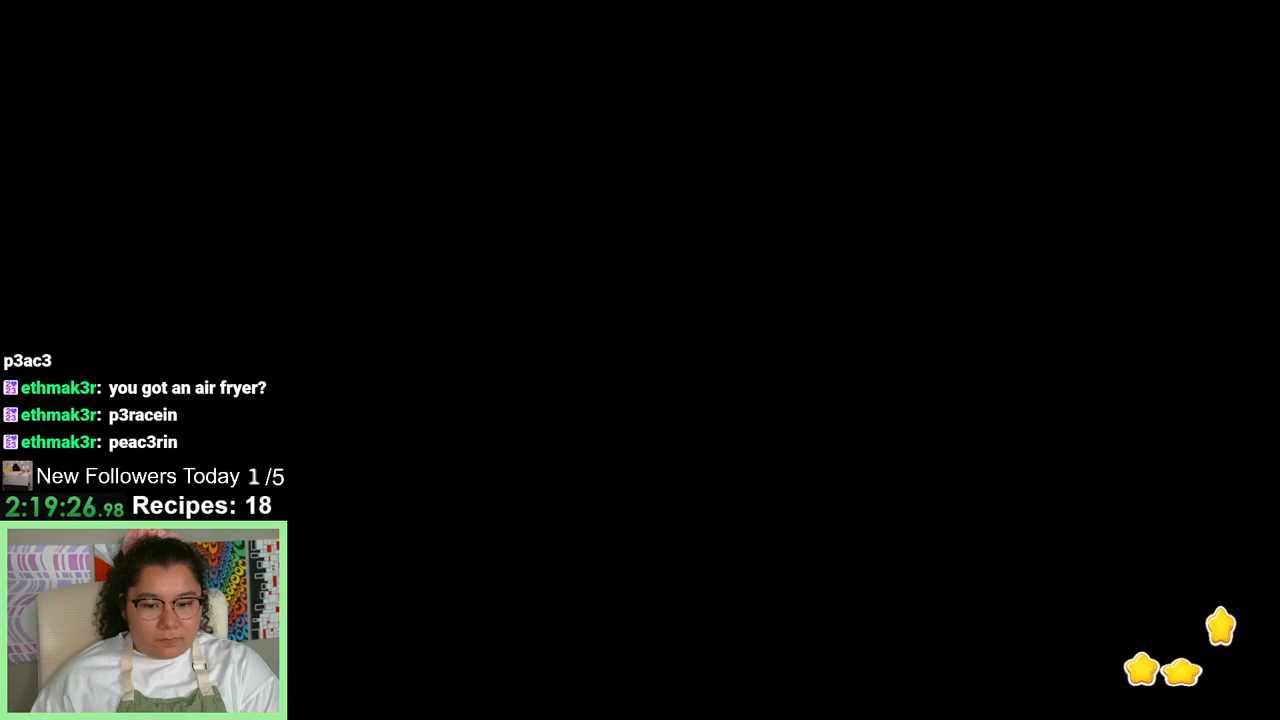 p3ac3
ethmak3r: you got an air fryer?
ethmak3r: p3racein
ethmak3r: peac3rin
New Followers Today 1/5
2:19:26.98 Recipes: 18